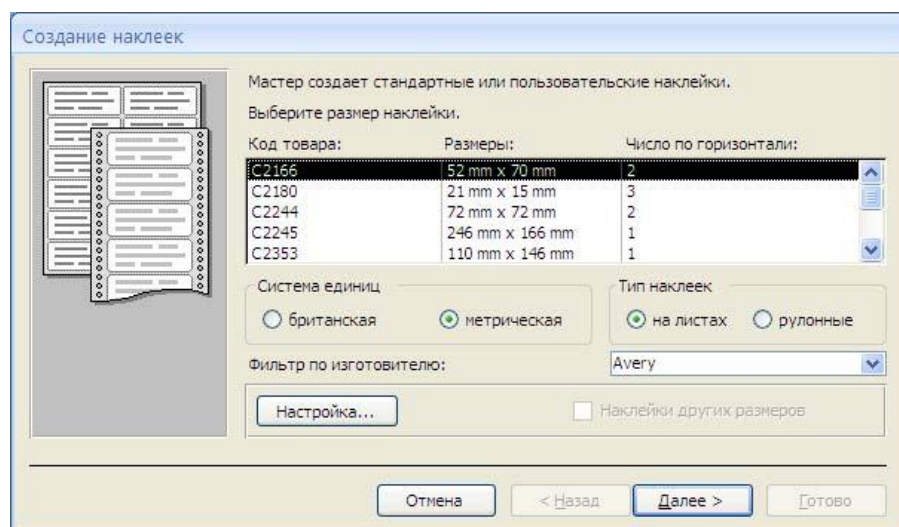 Создание наклеек
Мастер создает стандартные или пользовательские наклейки.
Выберите размер наклейки.
Код товара: Размеры: Число по горизонтали:
C2166 52 mm x 70 mm 2
C2180 21 mm x 15 mm 3
C2244 72 mm x 72 mm 2
C2245 246 mm x 166 mm 1
C2353 110 mm x 146 mm 1
Система единиц Тип наклеек
британская метрическая на листах рулонные
Фильтр по изготовителю: Avery
Настройка... Наклейки других размеров
Отмена < Назад Далее > Готово